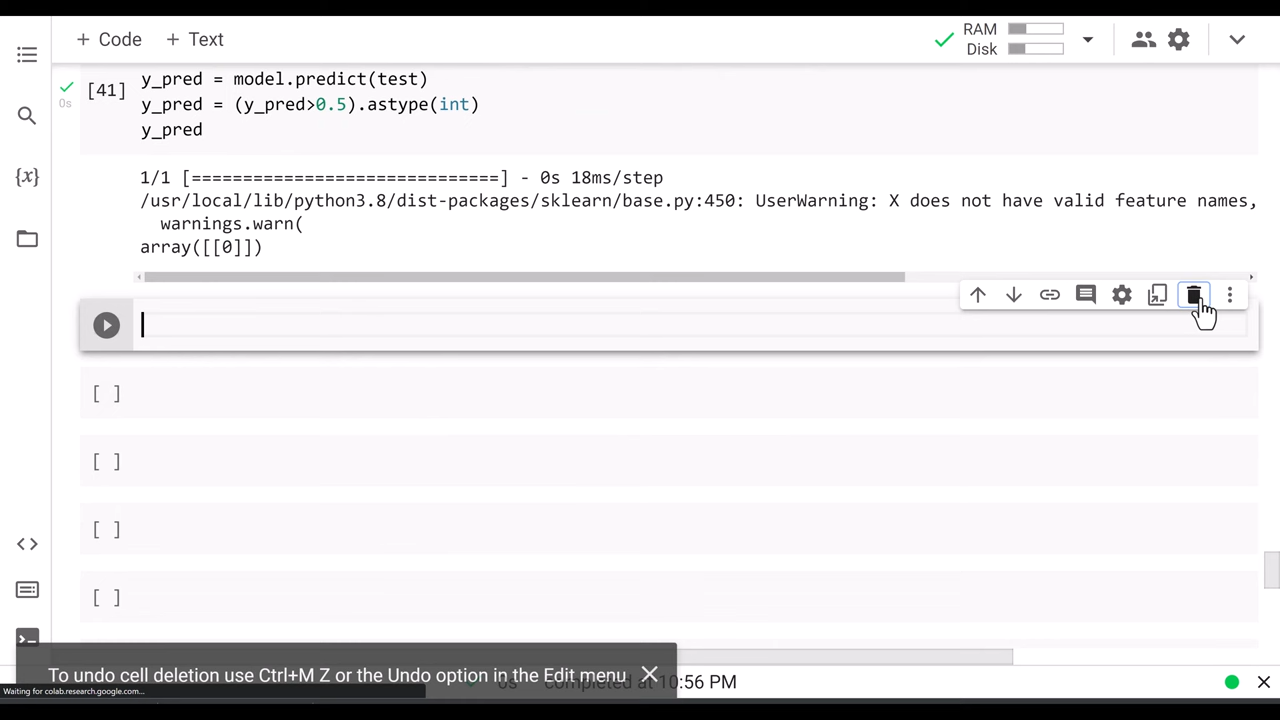 + Code + Text
RAM
Disk
[41]
y_pred = model.predict(test)
y_pred = (y_pred>0.5).astype(int)
y_pred
0s
1/1 [==============================] - 0s 18ms/step
/usr/local/lib/python3.8/dist-packages/sklearn/base.py:450: UserWarning: X does not have valid feature names,
warnings.warn(
array([[0]])
{x}
[ ]
[ ]
[ ]
[ ]
To undo cell deletion use Ctrl+M Z or the Undo option in the Edit menu
0s completed at 10:56 PM
Waiting for colab.research.google.com...